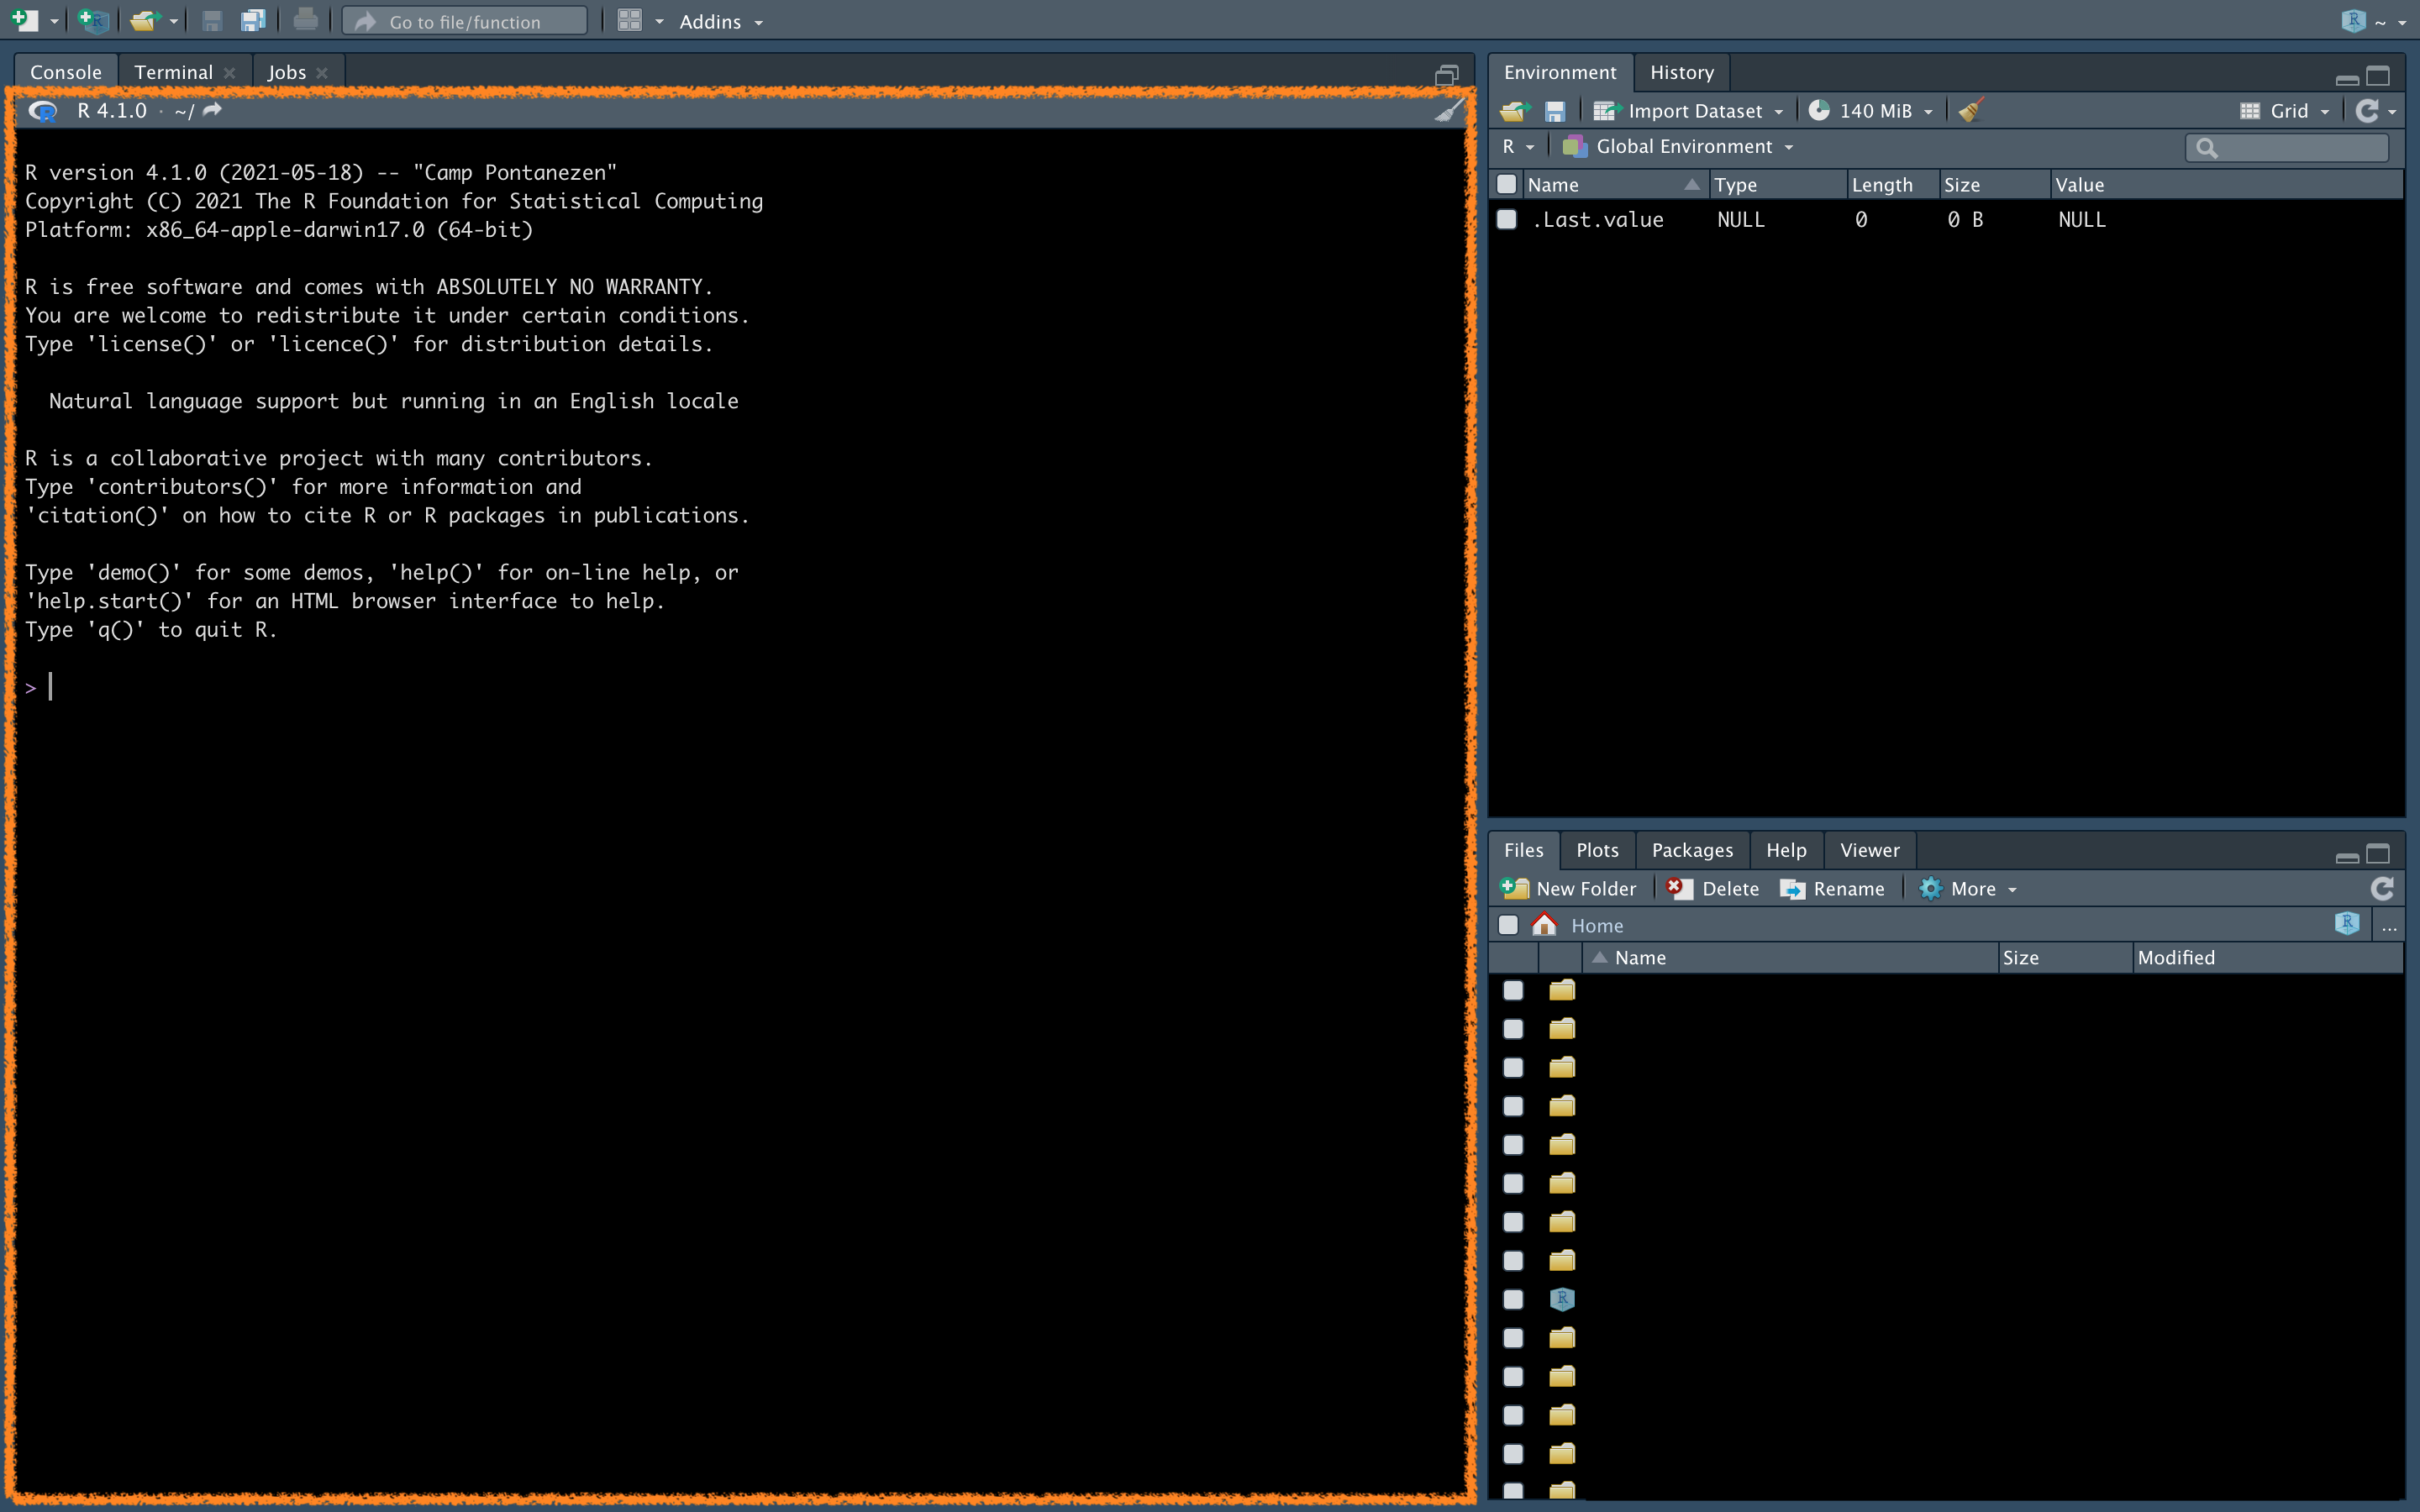 Go to file/function Addins ~
Console Terminal Jobs
R 4.1.0 · ~/
R version 4.1.0 (2021-05-18) -- "Camp Pontanezen"
Copyright (C) 2021 The R Foundation for Statistical Computing
Platform: x86_64-apple-darwin17.0 (64-bit)
R is free software and comes with ABSOLUTELY NO WARRANTY.
You are welcome to redistribute it under certain conditions.
Type 'license()' or 'licence()' for distribution details.
Natural language support but running in an English locale
R is a collaborative project with many contributors.
Type 'contributors()' for more information and
'citation()' on how to cite R or R packages in publications.
Type 'demo()' for some demos, 'help()' for on-line help, or
'help.start()' for an HTML browser interface to help.
Type 'q()' to quit R.
>
Environment History
Import Dataset 140 MiB Grid
R Global Environment
Name Type Length Size Value
.Last.value NULL 0 0 B NULL
Files Plots Packages Help Viewer
New Folder Delete Rename More
Home ...
Name Size Modified